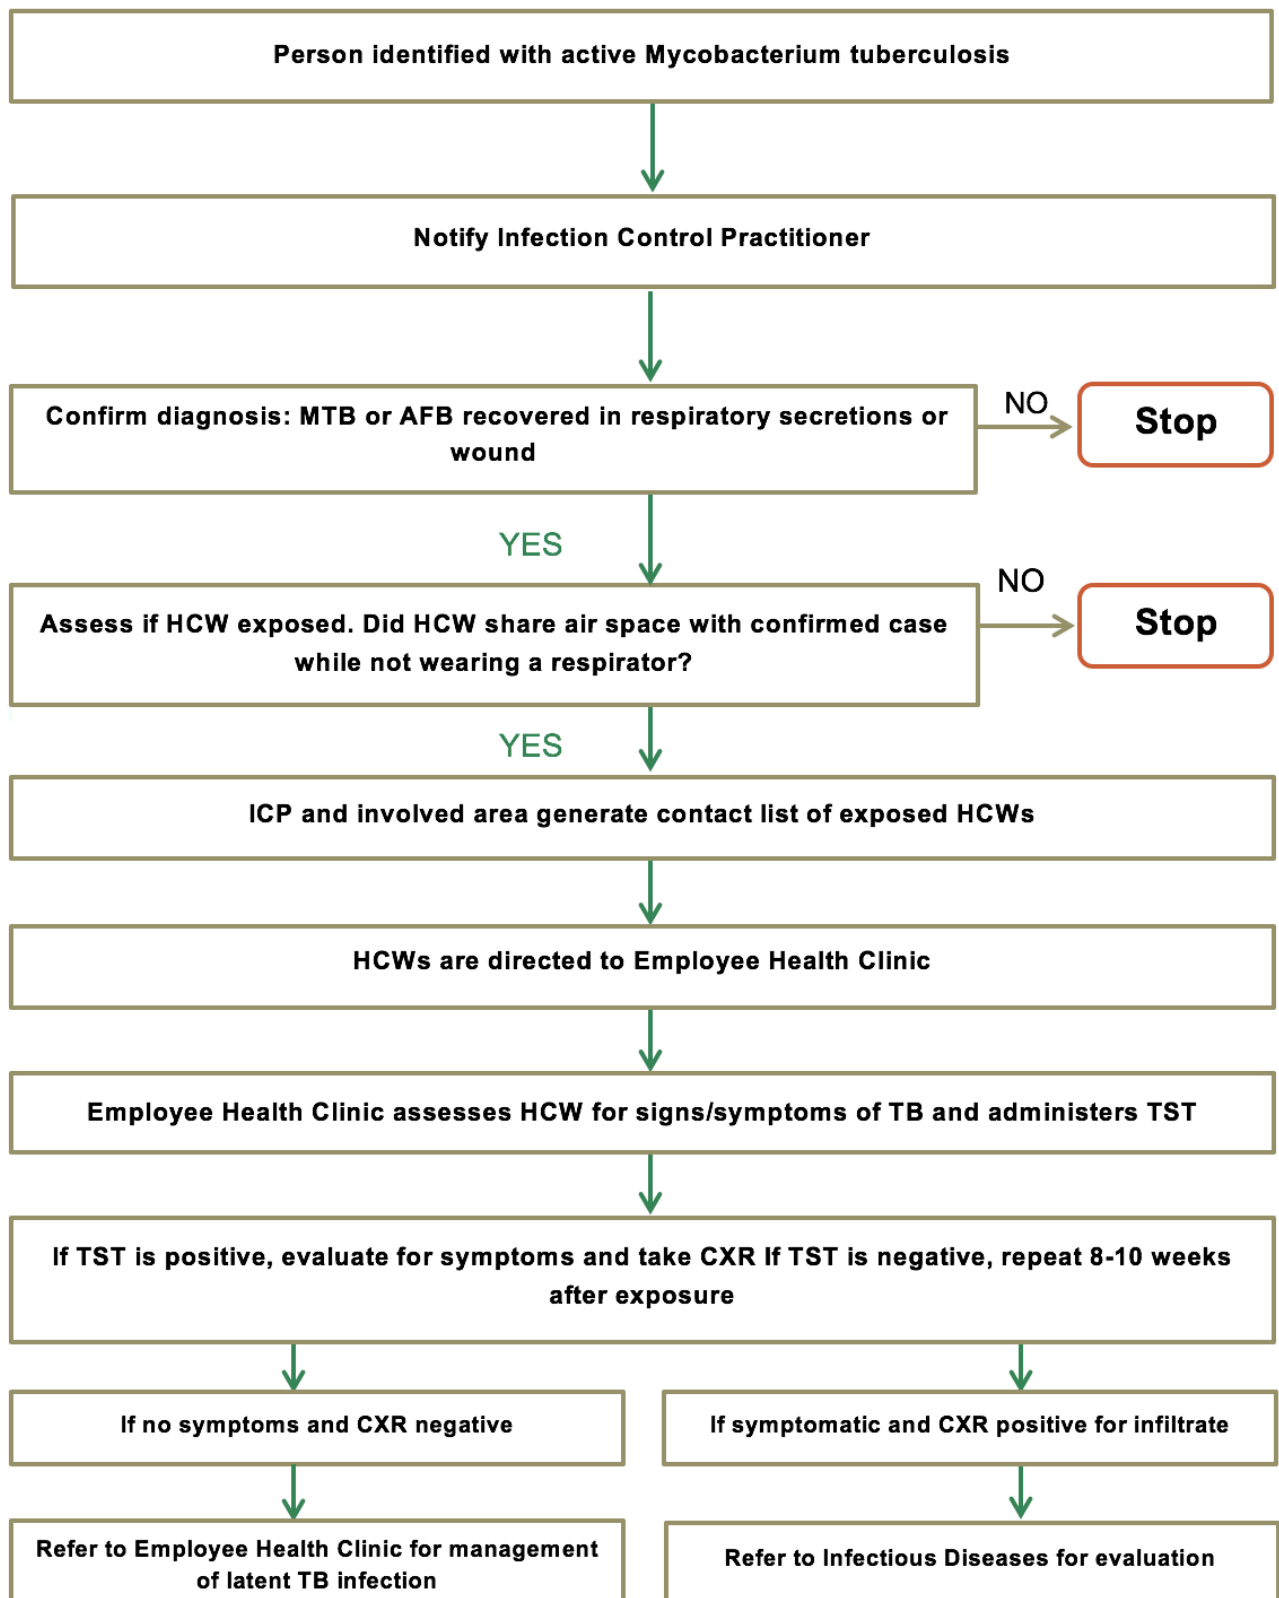 Person identified with active Mycobacterium tuberculosis
Notify Infection Control Practitioner
Confirm diagnosis: MTB or AFB recovered in respiratory secretions or
wound
NO
Stop
YES
Assess if HCW exposed. Did HCW share air space with confirmed case
while not wearing a respirator?
NO
Stop
YES
ICP and involved area generate contact list of exposed HCWs
HCWs are directed to Employee Health Clinic
Employee Health Clinic assesses HCW for signs/symptoms of TB and administers TST
If TST is positive, evaluate for symptoms and take CXR If TST is negative, repeat 8-10 weeks
after exposure
If no symptoms and CXR negative
If symptomatic and CXR positive for infiltrate
Refer to Employee Health Clinic for management
of latent TB infection
Refer to Infectious Diseases for evaluation